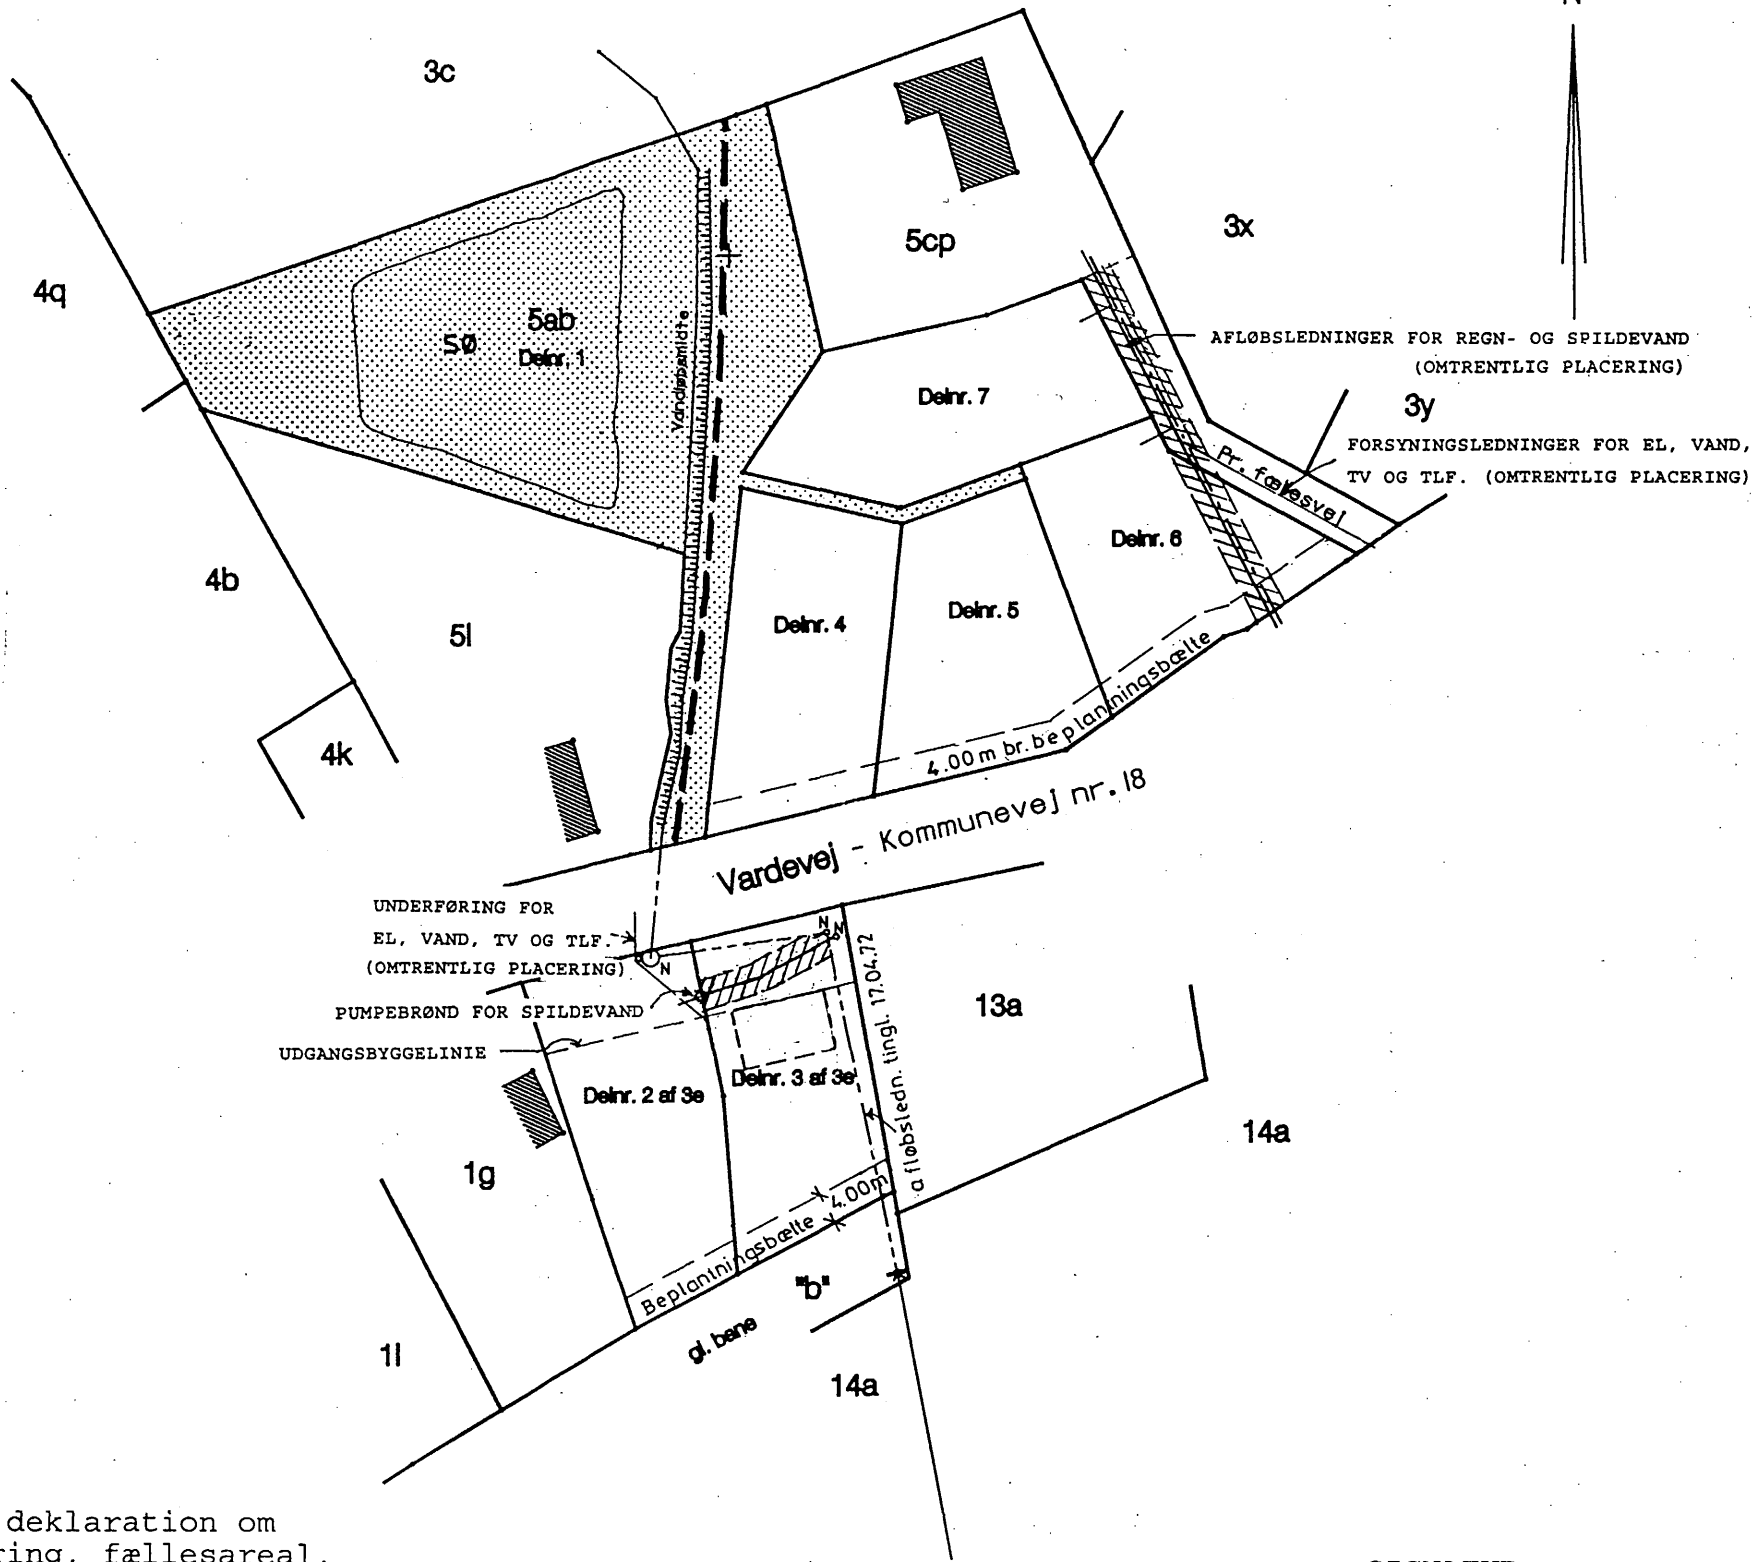 N
3c
3x
5cp
4q
5ab
SØ
Delnr. 1
Vandløbsmidte
AFLØBSLEDNINGER FOR REGN- OG SPILDEVAND
(OMTRENTLIG PLACERING)
3y
Delnr. 7
FORSYNINGSLEDNINGER FOR EL, VAND,
TV OG TLF. (OMTRENTLIG PLACERING)
Pr. fællesvej
Delnr. 6
4b
5l
Delnr. 4
Delnr. 5
4k
4.00 m br. beplantningsbælte
Vardevej - Kommunevej nr. 18
UNDERFØRING FOR
EL, VAND, TV OG TLF.
(OMTRENTLIG PLACERING)
N
N
N
PUMPEBRØND FOR SPILDEVAND
UDGANGSBYGGELINIE
afløbsledn. tingl. 17.04.72
13a
Delnr. 2 af 3e
Delnr. 3 af 3e
14a
1g
4.00m
Beplantningsbælte
"b"
gl. bane
1l
14a
deklaration om
ring, fællesareal,